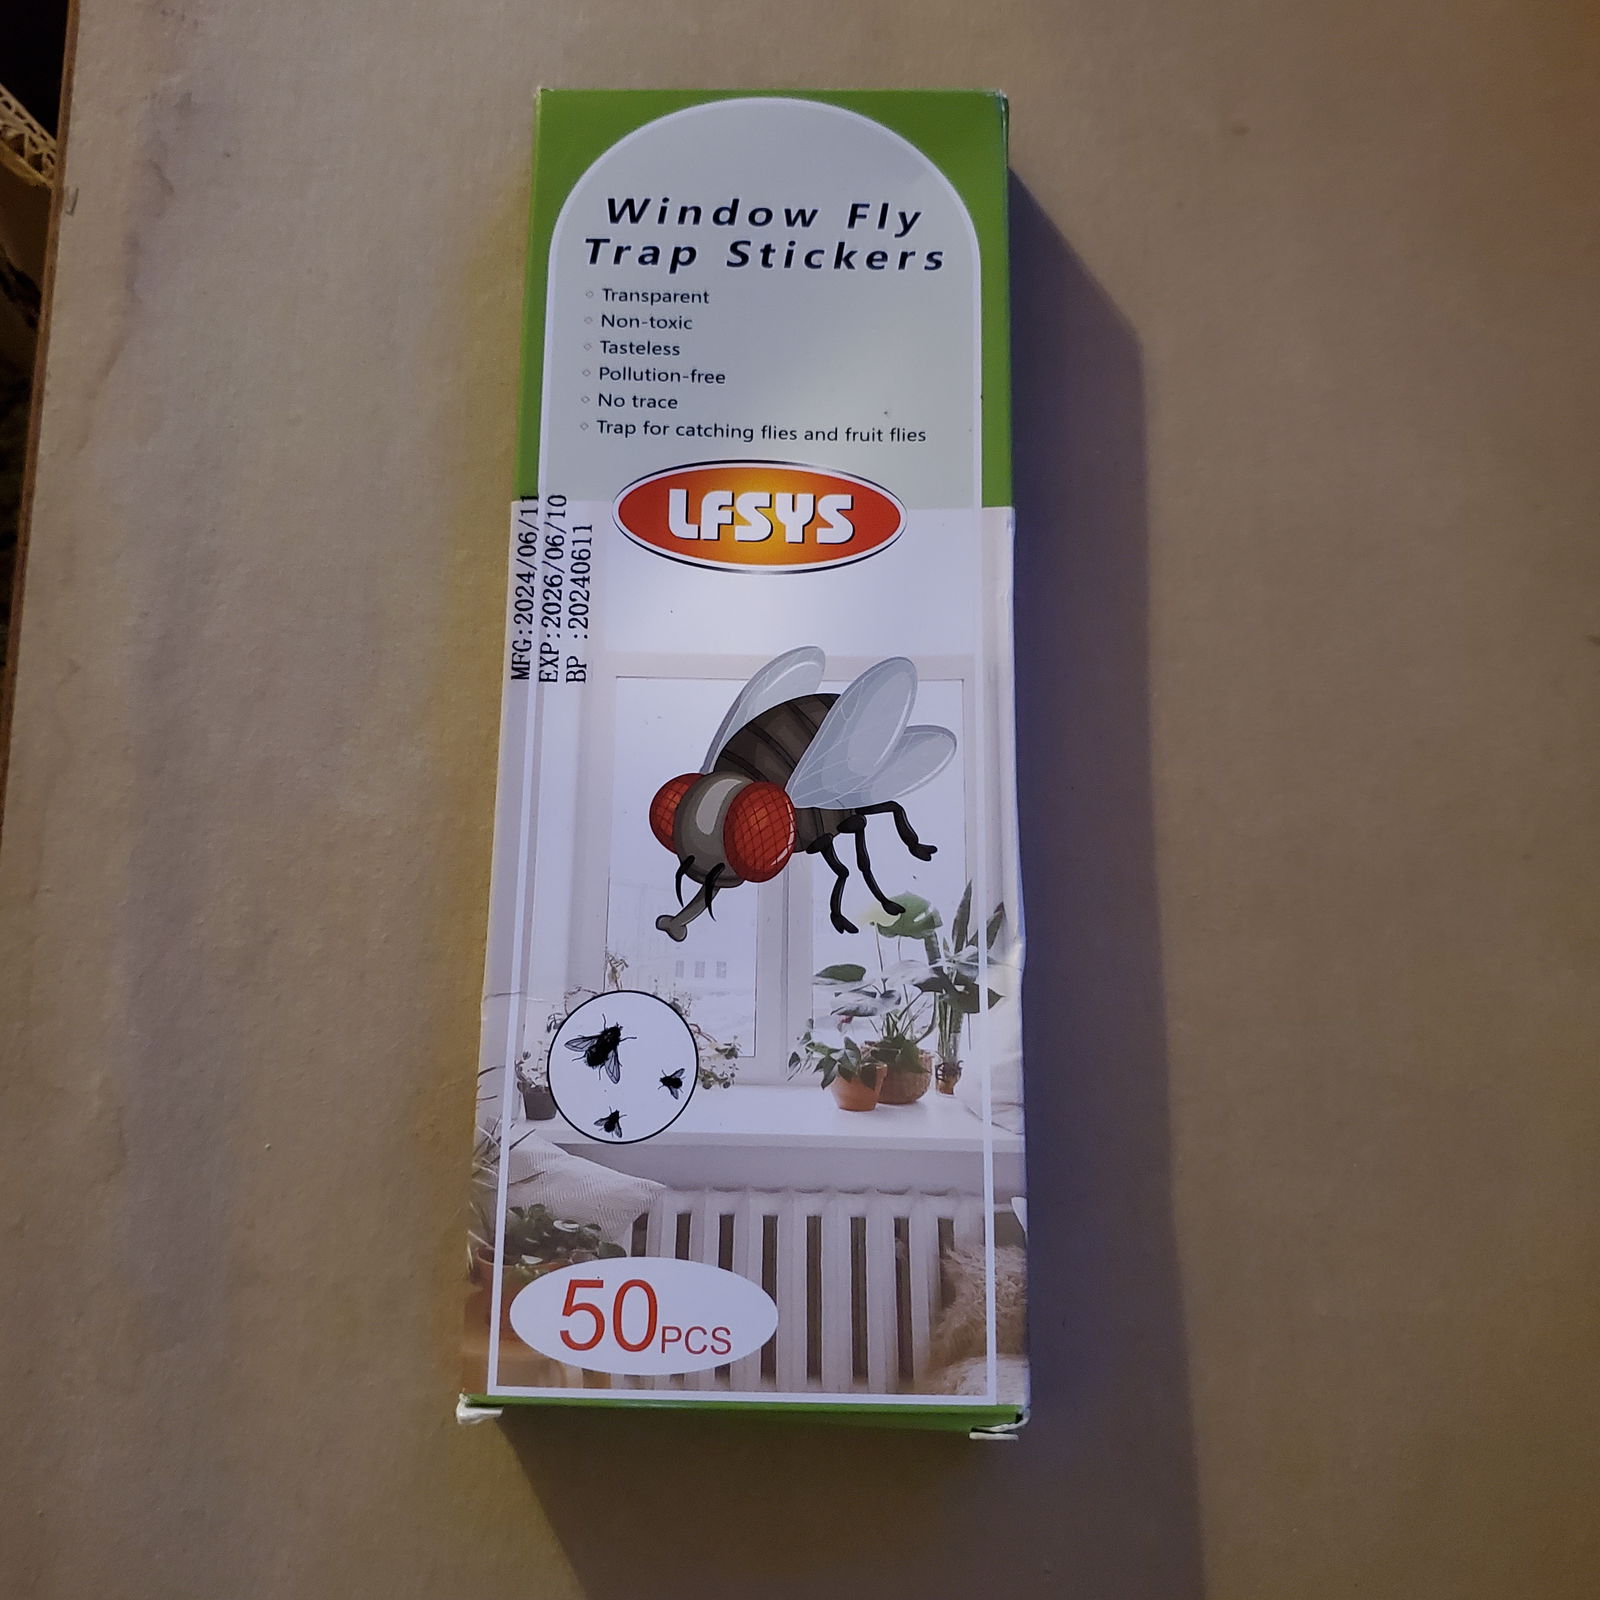 Window Fly
Trap Stickers
Transparent
Non-toxic
Tasteless
Pollution-free
No trace
Trap for catching flies and fruit flies
LFSYS
MFG:2024/06/11
EXP:2026/06/10
BP :20240611
50PCS